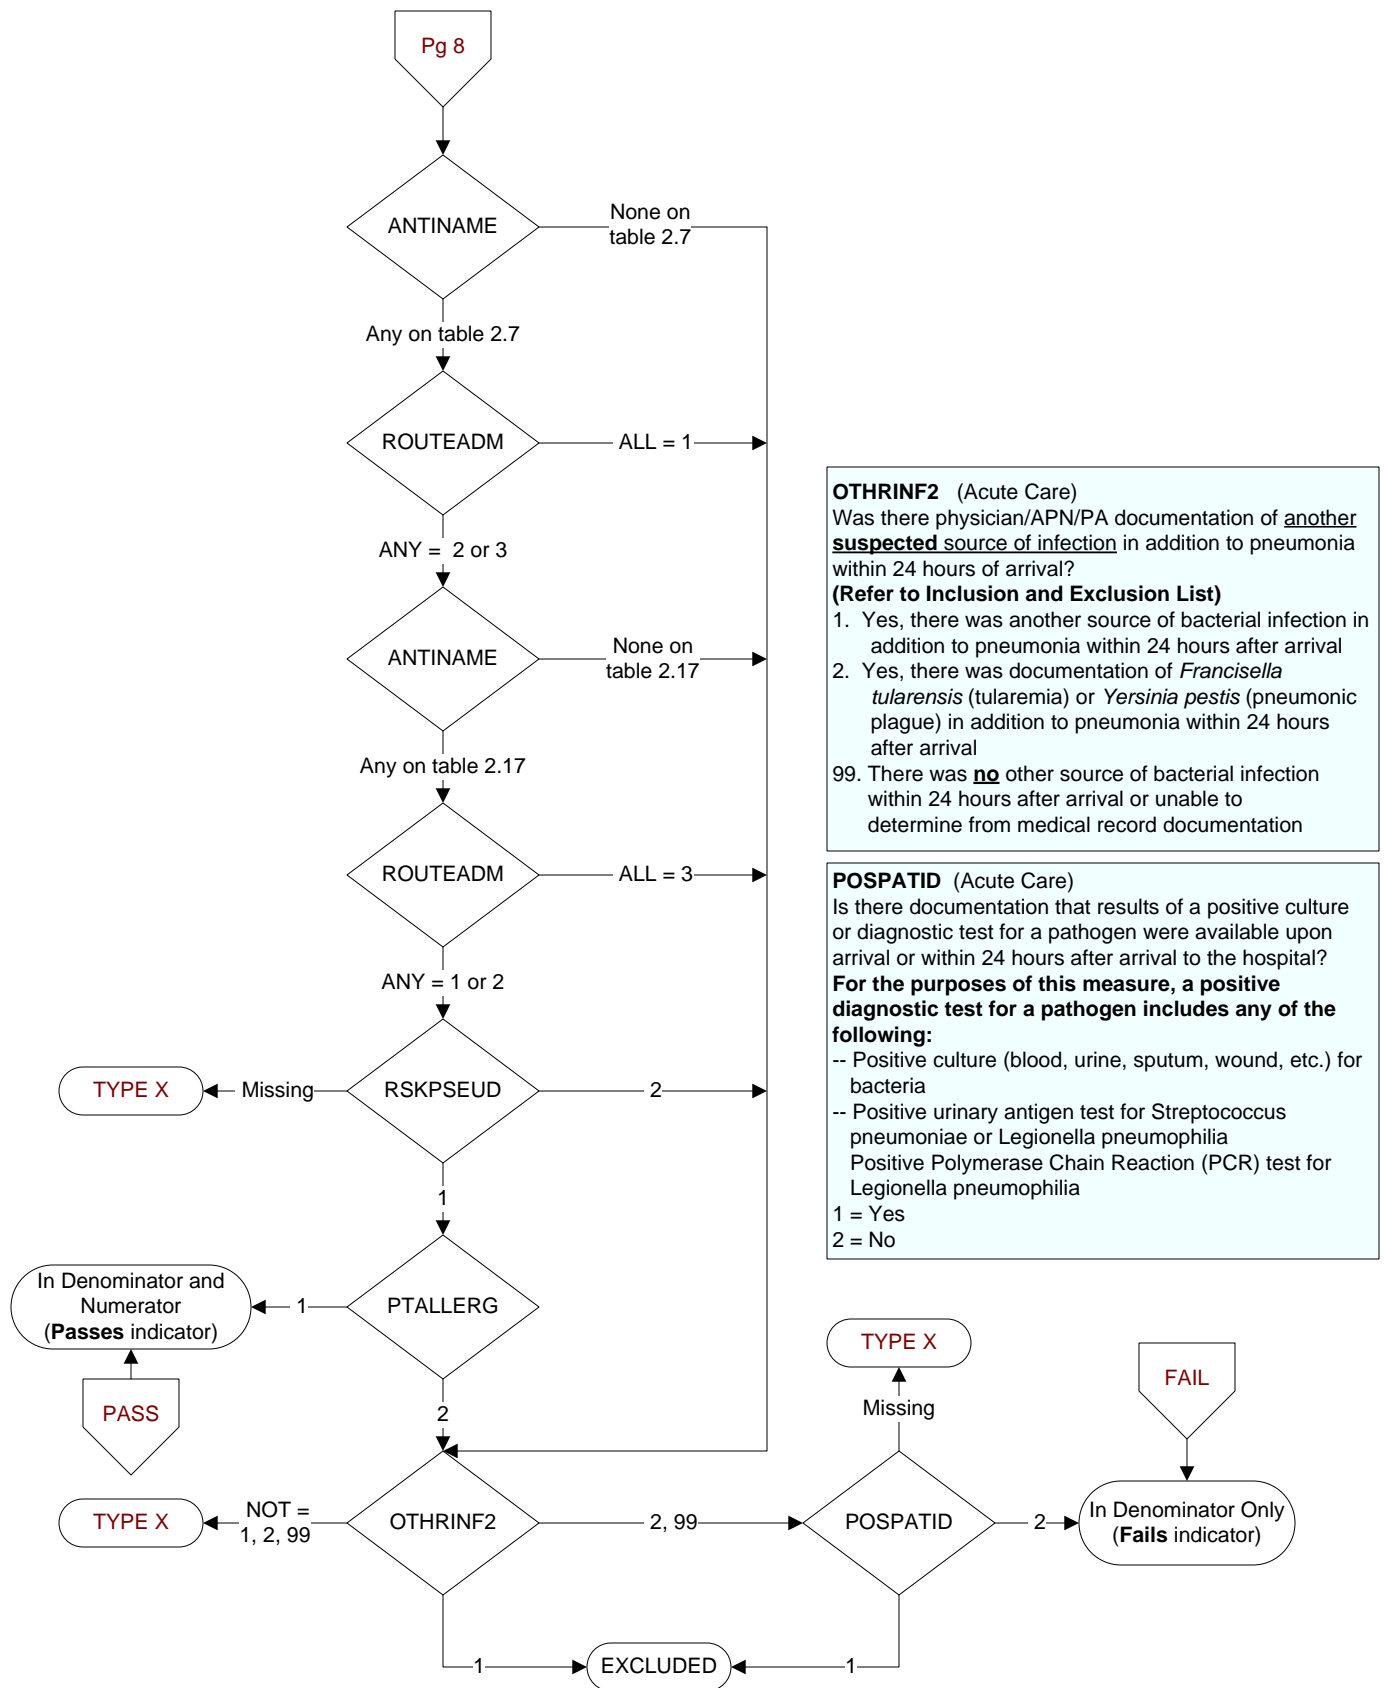 Pg 8
ANTINAME
None on
table 2.7
Any on table 2.7
ROUTEADM
ALL = 1
ANY =  2 or 3
ANTINAME
None on
table 2.17
Any on table 2.17
ROUTEADM
ALL = 3
ANY = 1 or 2
TYPE X
Missing
RSKPSEUD
2
1
In Denominator and
Numerator
(Passes indicator)
1
PTALLERG
PASS
2
TYPE X
NOT =
1, 2, 99
OTHRINF2
2, 99
POSPATID
Missing
TYPE X
2
FAIL
In Denominator Only
(Fails indicator)
1
EXCLUDED
1
OTHRINF2   (Acute Care)
Was there physician/APN/PA documentation of another
suspected source of infection in addition to pneumonia
within 24 hours of arrival?
(Refer to Inclusion and Exclusion List)
1.  Yes, there was another source of bacterial infection in
addition to pneumonia within 24 hours after arrival
2.  Yes, there was documentation of Francisella
tularensis (tularemia) or Yersinia pestis (pneumonic
plague) in addition to pneumonia within 24 hours
after arrival
99. There was no other source of bacterial infection
within 24 hours after arrival or unable to
determine from medical record documentation
POSPATID  (Acute Care)
Is there documentation that results of a positive culture
or diagnostic test for a pathogen were available upon
arrival or within 24 hours after arrival to the hospital?
For the purposes of this measure, a positive
diagnostic test for a pathogen includes any of the
following:
-- Positive culture (blood, urine, sputum, wound, etc.) for
bacteria
-- Positive urinary antigen test for Streptococcus
pneumoniae or Legionella pneumophilia
Positive Polymerase Chain Reaction (PCR) test for
Legionella pneumophilia
1 = Yes
2 = No